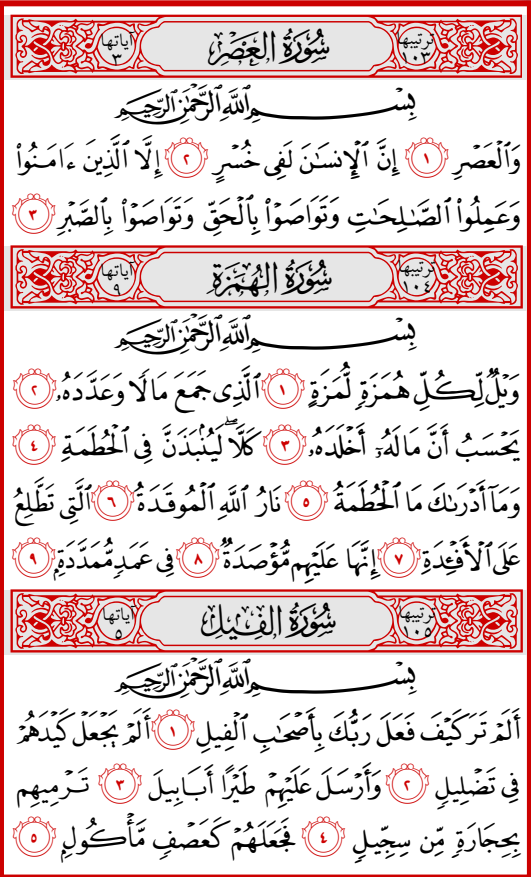 ترتيبها ١٠٣ سُورَةُ العَصْرِ آياتها ٣
بِسْمِ ٱللَّهِ ٱلرَّحْمَٰنِ ٱلرَّحِيمِ
وَٱلْعَصْرِ ١ إِنَّ ٱلْإِنسَٰنَ لَفِى خُسْرٍ ٢ إِلَّا ٱلَّذِينَ ءَامَنُوا۟
وَعَمِلُوا۟ ٱلصَّٰلِحَٰتِ وَتَوَاصَوْا۟ بِٱلْحَقِّ وَتَوَاصَوْا۟ بِٱلصَّبْرِ ٣
ترتيبها ١٠٤ سُورَةُ الهُمَزَةِ آياتها ٩
بِسْمِ ٱللَّهِ ٱلرَّحْمَٰنِ ٱلرَّحِيمِ
وَيْلٌ لِّكُلِّ هُمَزَةٍ لُّمَزَةٍ ١ ٱلَّذِى جَمَعَ مَالًا وَعَدَّدَهُۥ ٢
يَحْسَبُ أَنَّ مَالَهُۥٓ أَخْلَدَهُۥ ٣ كَلَّا ۖ لَيُنۢبَذَنَّ فِى ٱلْحُطَمَةِ ٤
وَمَآ أَدْرَىٰكَ مَا ٱلْحُطَمَةُ ٥ نَارُ ٱللَّهِ ٱلْمُوقَدَةُ ٦ ٱلَّتِى تَطَّلِعُ
عَلَى ٱلْأَفْـِٔدَةِ ٧ إِنَّهَا عَلَيْهِم مُّؤْصَدَةٌ ٨ فِى عَمَدٍ مُّمَدَّدَةٍۭ ٩
ترتيبها ١٠٥ سُورَةُ الفِيلِ آياتها ٥
بِسْمِ ٱللَّهِ ٱلرَّحْمَٰنِ ٱلرَّحِيمِ
أَلَمْ تَرَ كَيْفَ فَعَلَ رَبُّكَ بِأَصْحَٰبِ ٱلْفِيلِ ١ أَلَمْ يَجْعَلْ كَيْدَهُمْ
فِى تَضْلِيلٍ ٢ وَأَرْسَلَ عَلَيْهِمْ طَيْرًا أَبَابِيلَ ٣ تَرْمِيهِم
بِحِجَارَةٍ مِّن سِجِّيلٍ ٤ فَجَعَلَهُمْ كَعَصْفٍ مَّأْكُولٍۭ ٥